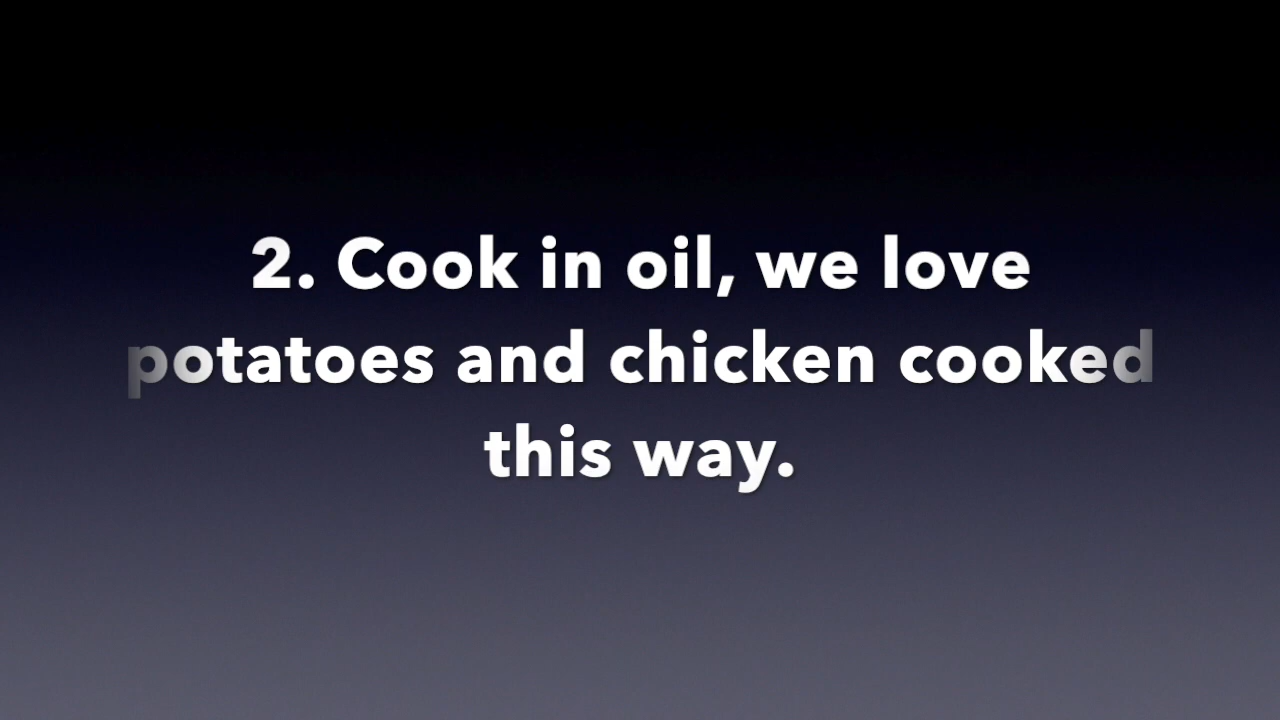 2. Cook in oil, we love
potatoes and chicken cooked
this way.